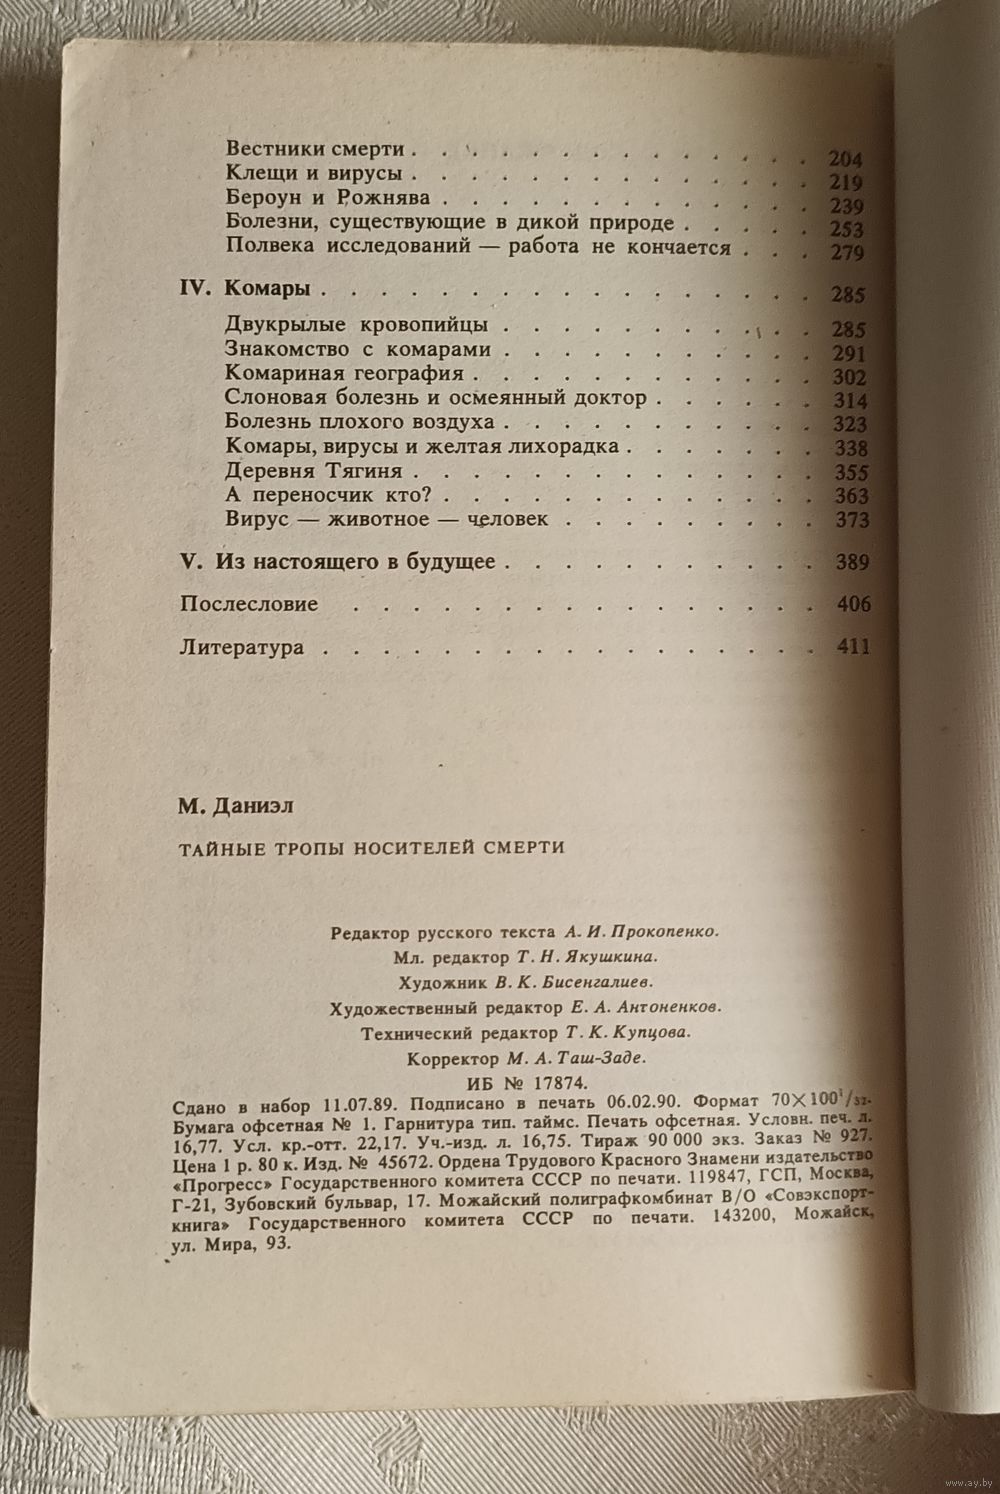 Вестники смерти . . . . . . . . . . . . . . 204
Клещи и вирусы . . . . . . . . . . . . . . 219
Бероун и Рожнява . . . . . . . . . . . . . 239
Болезни, существующие в дикой природе . . . . . 253
Полвека исследований — работа не кончается . . . 279
IV. Комары . . . . . . . . . . . . . . . . . 285
Двукрылые кровопийцы . . . . . . . . . . . 285
Знакомство с комарами . . . . . . . . . . . 291
Комариная география . . . . . . . . . . . . 302
Слоновая болезнь и осмеянный доктор . . . . . . 314
Болезнь плохого воздуха . . . . . . . . . . . 323
Комары, вирусы и желтая лихорадка . . . . . . . 338
Деревня Тягиня . . . . . . . . . . . . . . 355
А переносчик кто? . . . . . . . . . . . . . 363
Вирус — животное — человек . . . . . . . . . 373
V. Из настоящего в будущее . . . . . . . . . . . 389
Послесловие . . . . . . . . . . . . . . . . 406
Литература . . . . . . . . . . . . . . . . . 411
М. Даниэл
ТАЙНЫЕ ТРОПЫ НОСИТЕЛЕЙ СМЕРТИ
Редактор русского текста А. И. Прокопенко.
Мл. редактор Т. Н. Якушкина.
Художник В. К. Бисенгалиев.
Художественный редактор Е. А. Антоненков.
Технический редактор Т. К. Купцова.
Корректор М. А. Таш-Заде.
ИБ № 17874.
Сдано в набор 11.07.89. Подписано в печать 06.02.90. Формат 70×100¹/₃₂.
Бумага офсетная № 1. Гарнитура тип. таймс. Печать офсетная. Условн. печ. л.
16,77. Усл. кр.-отт. 22,17. Уч.-изд. л. 16,75. Тираж 90 000 экз. Заказ № 927.
Цена 1 р. 80 к. Изд. № 45672. Ордена Трудового Красного Знамени издательство
«Прогресс» Государственного комитета СССР по печати. 119847, ГСП, Москва,
Г-21, Зубовский бульвар, 17. Можайский полиграфкомбинат В/О «Совэкспорт-
книга» Государственного комитета СССР по печати. 143200, Можайск,
ул. Мира, 93.
www.ay.by